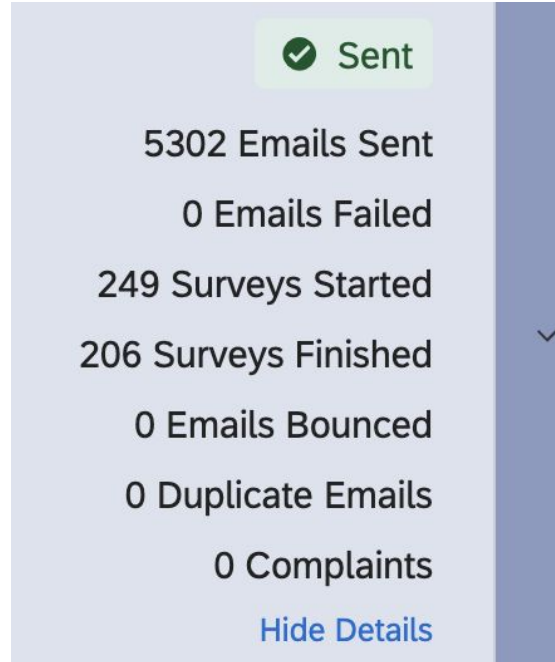 Sent
5302 Emails Sent
0 Emails Failed
249 Surveys Started
206 Surveys Finished
0 Emails Bounced
0 Duplicate Emails
0 Complaints
Hide Details